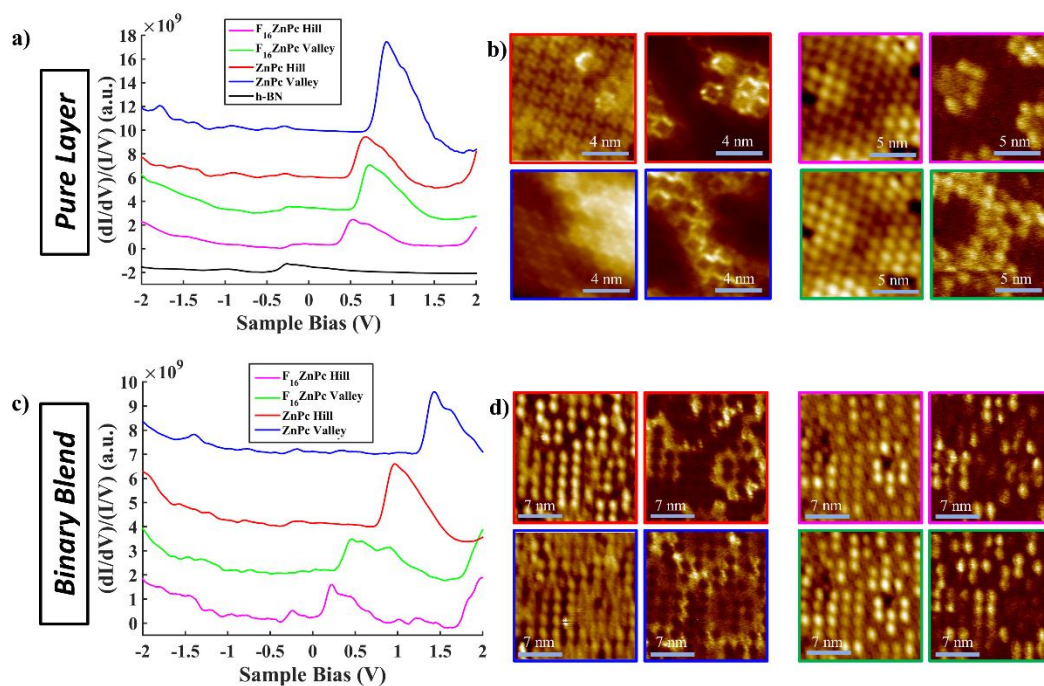 a)
Pure Layer
×10⁹
(dI/dV)/(I/V) (a.u.)
18
16
14
12
10
8
6
4
2
0
-2
-2 -1.5 -1 -0.5 0 0.5 1 1.5 2
Sample Bias (V)
F₁₆ZnPc Hill
F₁₆ZnPc Valley
ZnPc Hill
ZnPc Valley
h-BN
b)
4 nm 4 nm 5 nm 5 nm
4 nm 4 nm 5 nm 5 nm
c)
Binary Blend
×10⁹
(dI/dV)/(I/V) (a.u.)
10
9
8
7
6
5
4
3
2
1
0
-2 -1.5 -1 -0.5 0 0.5 1 1.5 2
Sample Bias (V)
F₁₆ZnPc Hill
F₁₆ZnPc Valley
ZnPc Hill
ZnPc Valley
d)
7 nm 7 nm 7 nm 7 nm
7 nm 7 nm 7 nm 7 nm